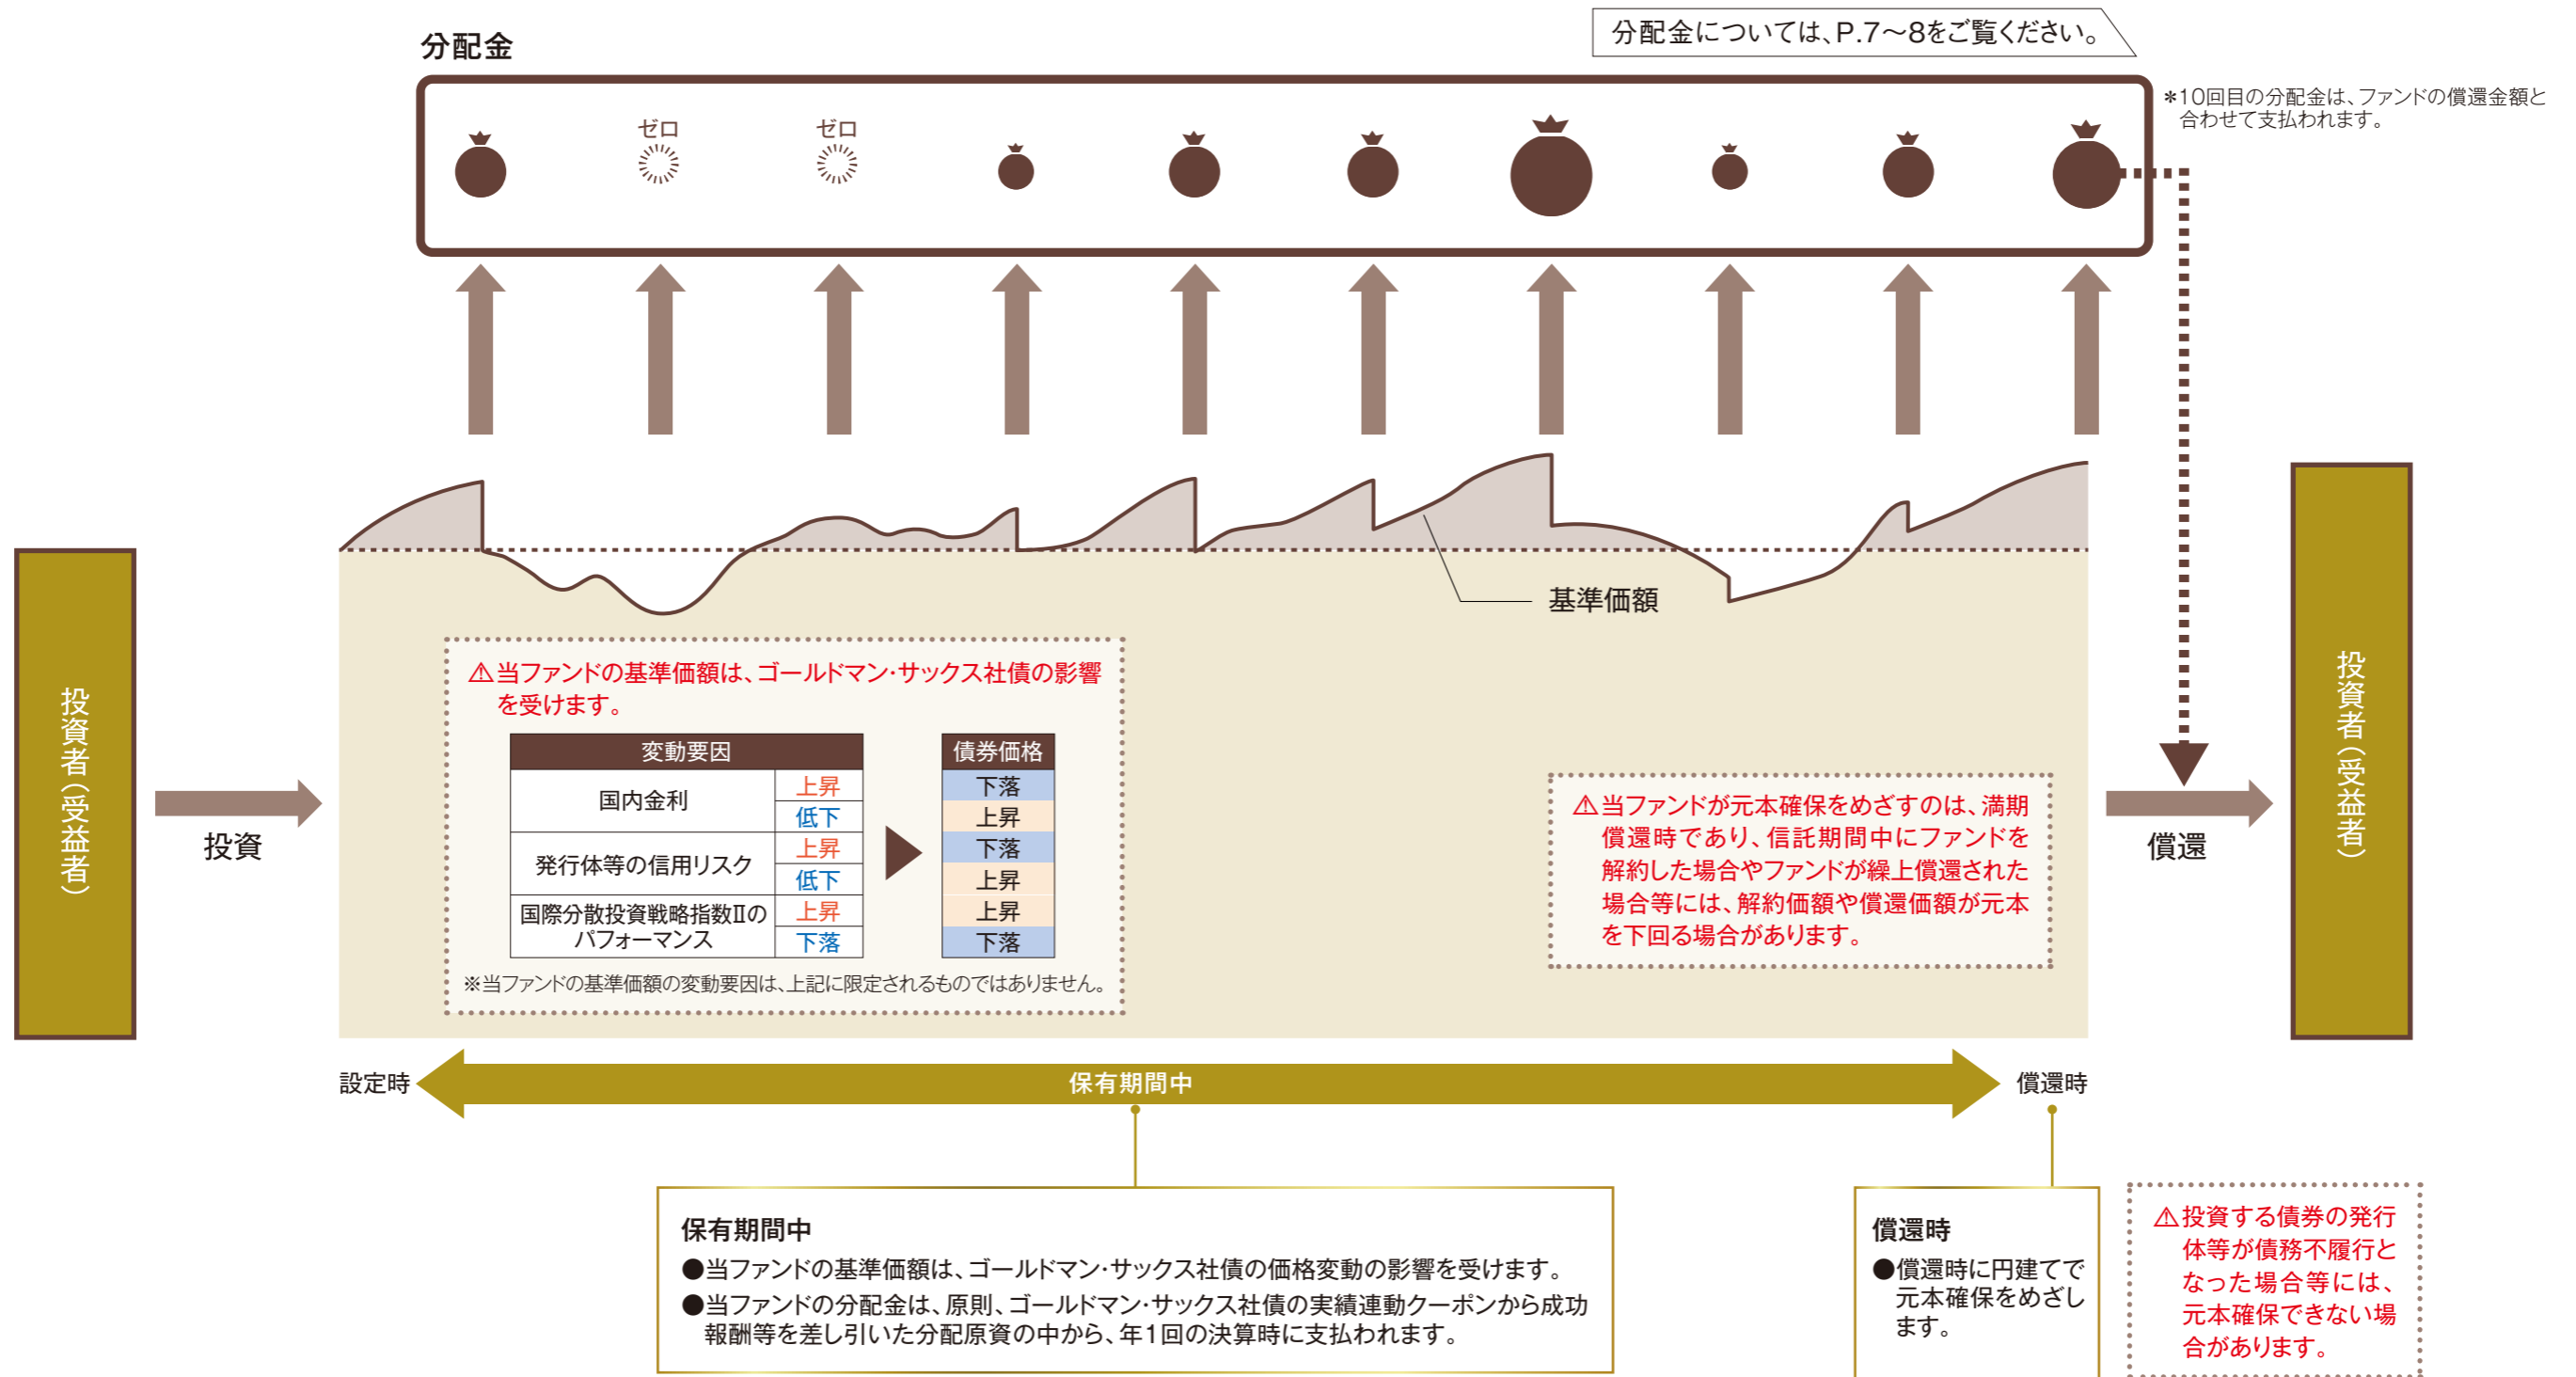 分配金については、P.7～8をご覧ください。
分配金
*10回目の分配金は、ファンドの償還金額と
合わせて支払われます。
ゼロ
ゼロ
基準価額
投資者（受益者）
投資
⚠当ファンドの基準価額は、ゴールドマン・サックス社債の影響
を受けます。
変動要因 債券価格
国内金利 上昇 下落
低下 上昇
発行体等の信用リスク 上昇 下落
低下 上昇
国際分散投資戦略指数Ⅱの
パフォーマンス
上昇 上昇
下落 下落
※当ファンドの基準価額の変動要因は、上記に限定されるものではありません。
⚠当ファンドが元本確保をめざすのは、満期
償還時であり、信託期間中にファンドを
解約した場合やファンドが繰上償還された
場合等には、解約価額や償還価額が元本
を下回る場合があります。
償還
投資者（受益者）
設定時
保有期間中
償還時
保有期間中
●当ファンドの基準価額は、ゴールドマン・サックス社債の価格変動の影響を受けます。
●当ファンドの分配金は、原則、ゴールドマン・サックス社債の実績連動クーポンから成功
報酬等を差し引いた分配原資の中から、年1回の決算時に支払われます。
償還時
●償還時に円建てで
元本確保をめざし
ます。
⚠投資する債券の発行
体等が債務不履行と
なった場合等には、
元本確保できない場
合があります。